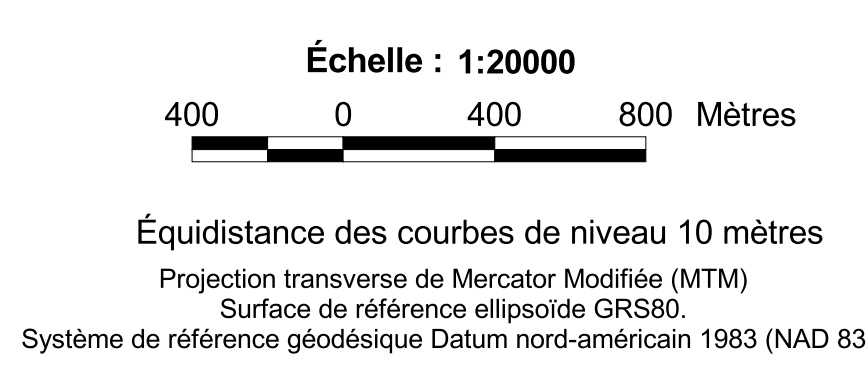 Échelle : 1:20000
400 0 400 800 Mètres
Équidistance des courbes de niveau 10 mètres
Projection transverse de Mercator Modifiée (MTM)
Surface de référence ellipsoïde GRS80.
Système de référence géodésique Datum nord-américain 1983 (NAD 83